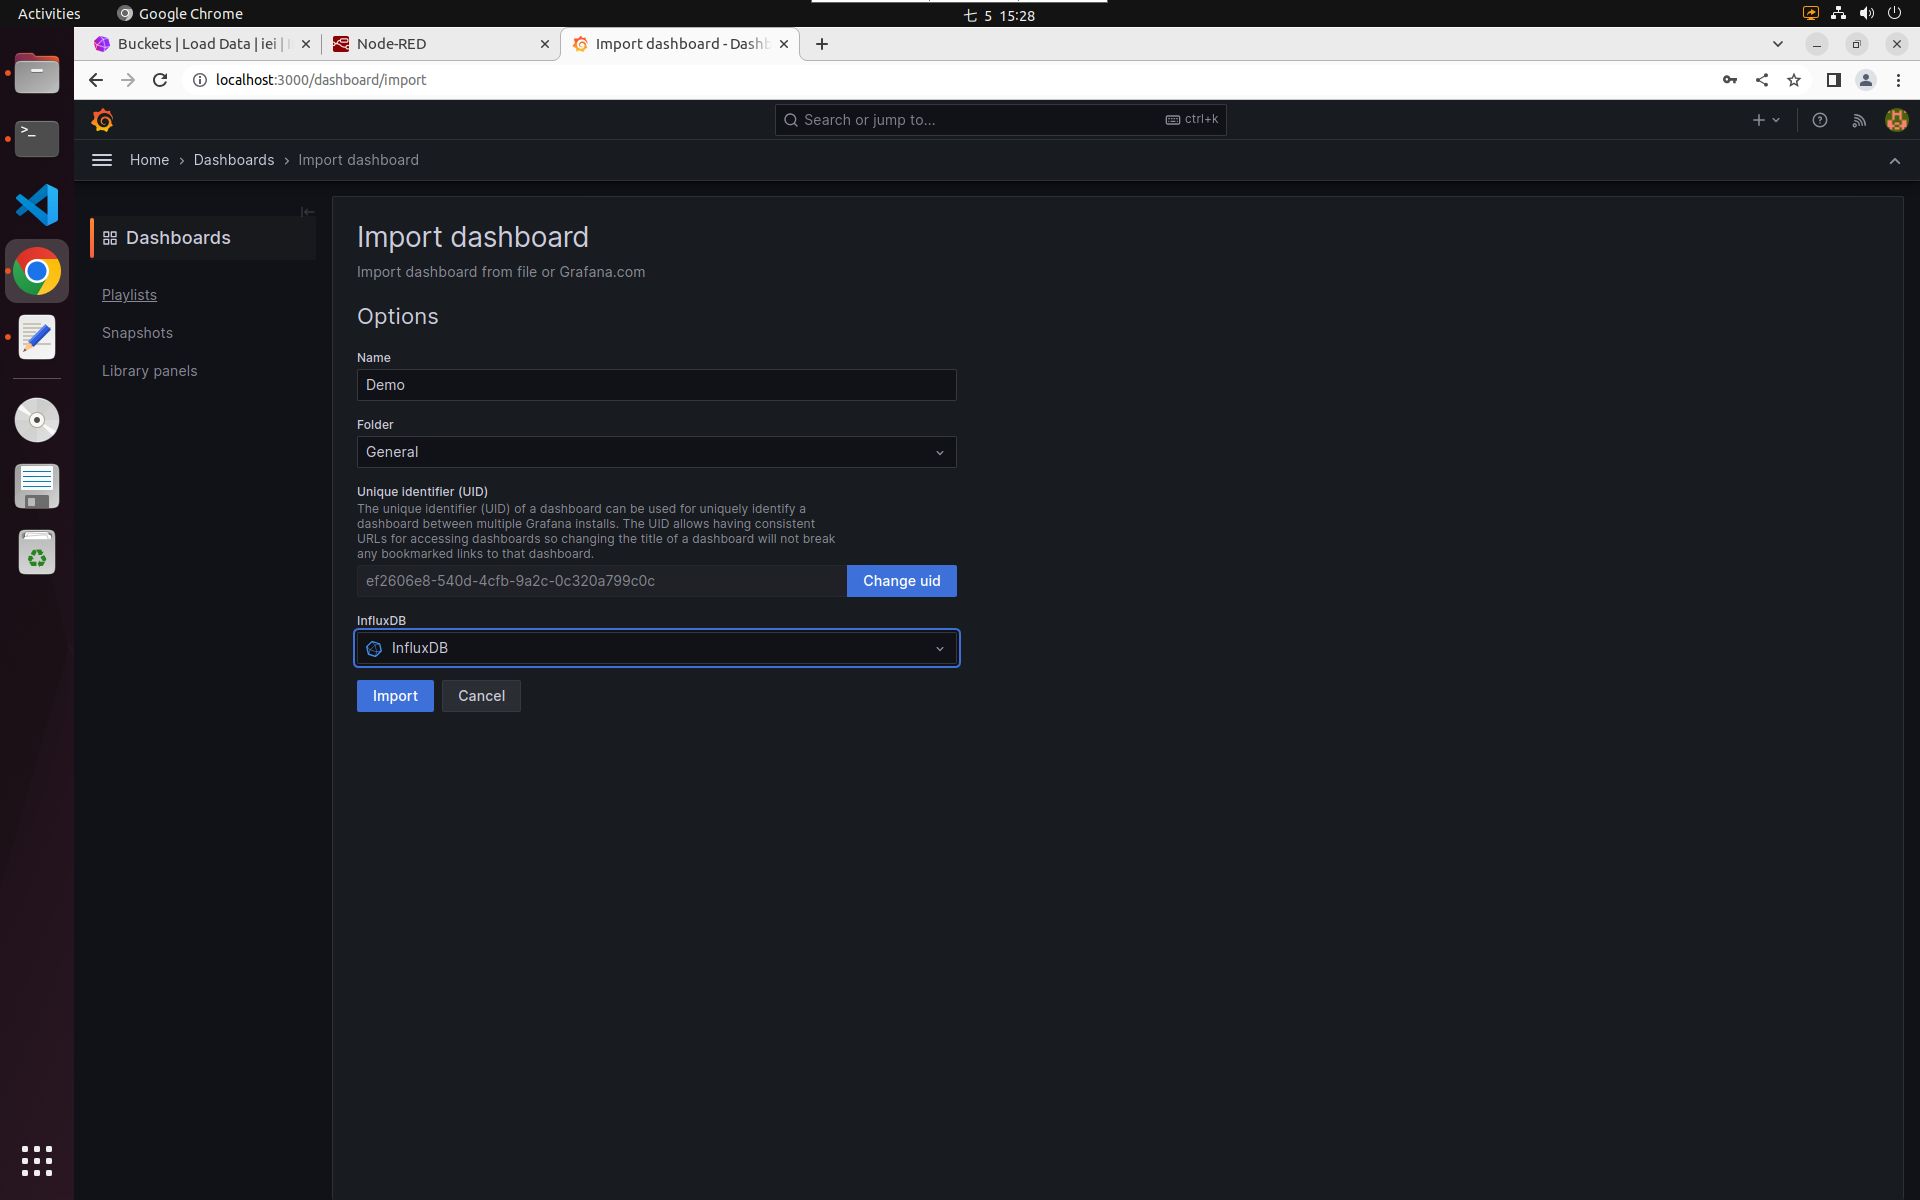 Activities
Google Chrome
七 5 15:28
Buckets | Load Data | iei |
Node-RED
Import dashboard - Dashb
localhost:3000/dashboard/import
Search or jump to...
ctrl+k
Home › Dashboards › Import dashboard
Dashboards
Playlists
Snapshots
Library panels
Import dashboard
Import dashboard from file or Grafana.com
Options
Name
Demo
Folder
General
Unique identifier (UID)
The unique identifier (UID) of a dashboard can be used for uniquely identify a
dashboard between multiple Grafana installs. The UID allows having consistent
URLs for accessing dashboards so changing the title of a dashboard will not break
any bookmarked links to that dashboard.
ef2606e8-540d-4cfb-9a2c-0c320a799c0c
Change uid
InfluxDB
InfluxDB
Import
Cancel